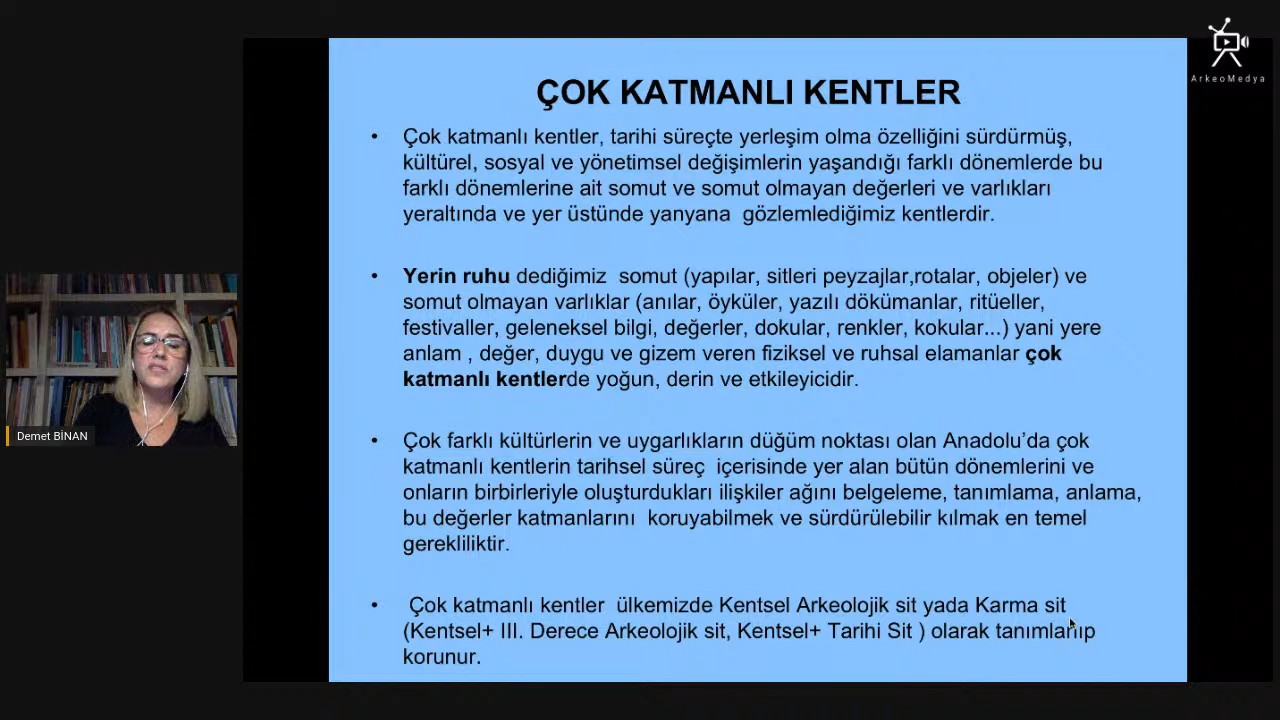 ArkeoMedya
ÇOK KATMANLI KENTLER
• Çok katmanlı kentler, tarihi süreçte yerleşim olma özelliğini sürdürmüş,
kültürel, sosyal ve yönetimsel değişimlerin yaşandığı farklı dönemlerde bu
farklı dönemlerine ait somut ve somut olmayan değerleri ve varlıkları
yeraltında ve yer üstünde yanyana gözlemlediğimiz kentlerdir.
• Yerin ruhu dediğimiz somut (yapılar, sitleri peyzajlar,rotalar, objeler) ve
somut olmayan varlıklar (anılar, öyküler, yazılı dökümanlar, ritüeller,
festivaller, geleneksel bilgi, değerler, dokular, renkler, kokular...) yani yere
anlam , değer, duygu ve gizem veren fiziksel ve ruhsal elamanlar çok
katmanlı kentlerde yoğun, derin ve etkileyicidir.
• Çok farklı kültürlerin ve uygarlıkların düğüm noktası olan Anadolu’da çok
katmanlı kentlerin tarihsel süreç içerisinde yer alan bütün dönemlerini ve
onların birbirleriyle oluşturdukları ilişkiler ağını belgeleme, tanımlama, anlama,
bu değerler katmanlarını koruyabilmek ve sürdürülebilir kılmak en temel
gerekliliktir.
• Çok katmanlı kentler ülkemizde Kentsel Arkeolojik sit yada Karma sit
(Kentsel+ III. Derece Arkeolojik sit, Kentsel+ Tarihi Sit ) olarak tanımlanıp
korunur.
Demet BİNAN